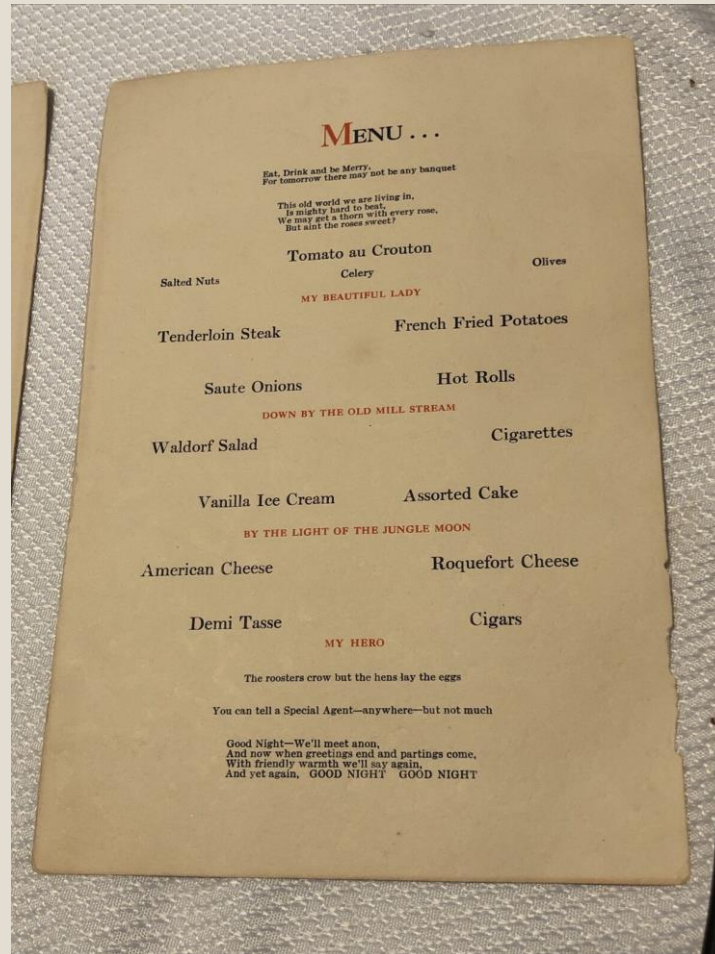 MENU . . .
Eat, Drink and be Merry,
For tomorrow there may not be any banquet
This old world we are living in,
Is mighty hard to beat,
We may get a thorn with every rose,
But aint the roses sweet?
Tomato au Crouton
Salted Nuts Celery Olives
MY BEAUTIFUL LADY
Tenderloin Steak French Fried Potatoes
Saute Onions Hot Rolls
DOWN BY THE OLD MILL STREAM
Waldorf Salad Cigarettes
Vanilla Ice Cream Assorted Cake
BY THE LIGHT OF THE JUNGLE MOON
American Cheese Roquefort Cheese
Demi Tasse Cigars
MY HERO
The roosters crow but the hens lay the eggs
You can tell a Special Agent—anywhere—but not much
Good Night—We'll meet anon,
And now when greetings end and partings come,
With friendly warmth we'll say again,
And yet again, GOOD NIGHT GOOD NIGHT